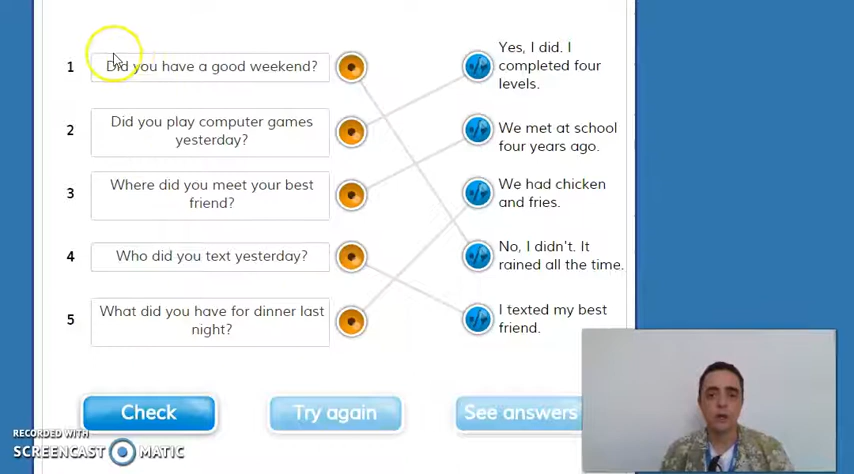 1 Did you have a good weekend?
Yes, I did. I
completed four
levels.
2 Did you play computer games
yesterday?
We met at school
four years ago.
3 Where did you meet your best
friend?
We had chicken
and fries.
4 Who did you text yesterday?
No, I didn't. It
rained all the time.
5 What did you have for dinner last
night?
I texted my best
friend.
Check
Try again
See answers
RECORDED WITH
SCREENCAST MATIC